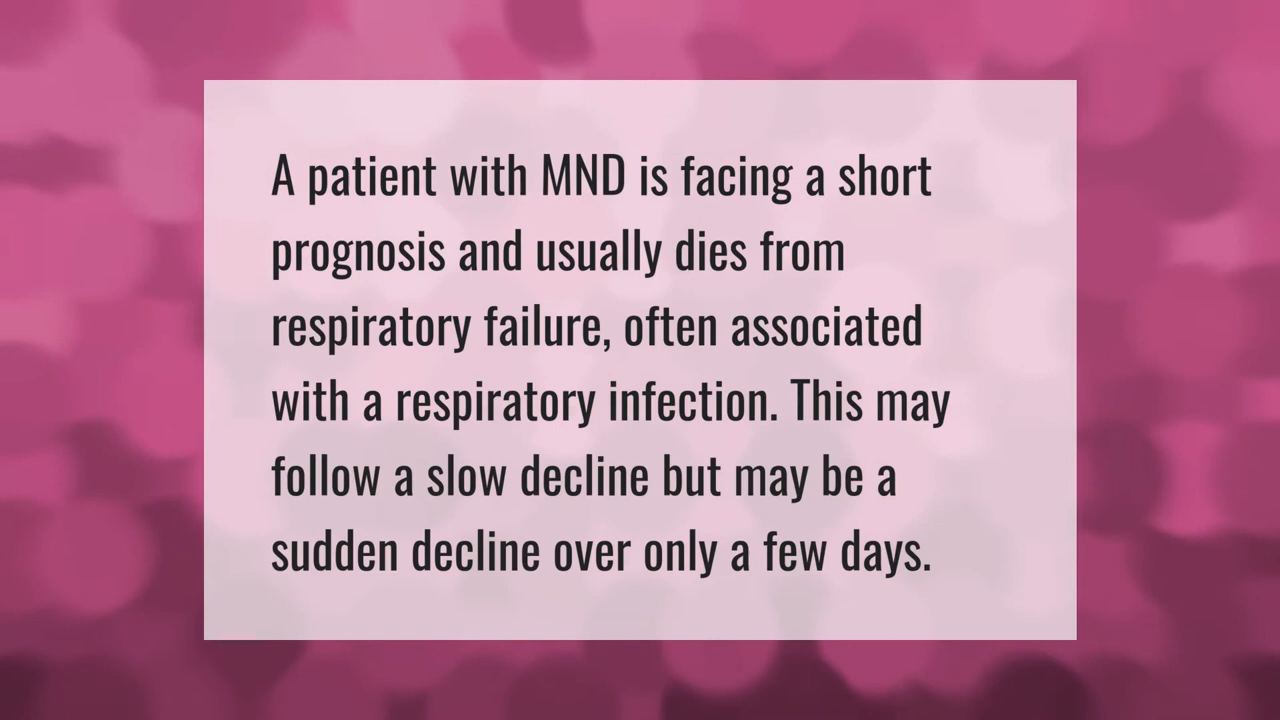 A patient with MND is facing a short
prognosis and usually dies from
respiratory failure, often associated
with a respiratory infection. This may
follow a slow decline but may be a
sudden decline over only a few days.